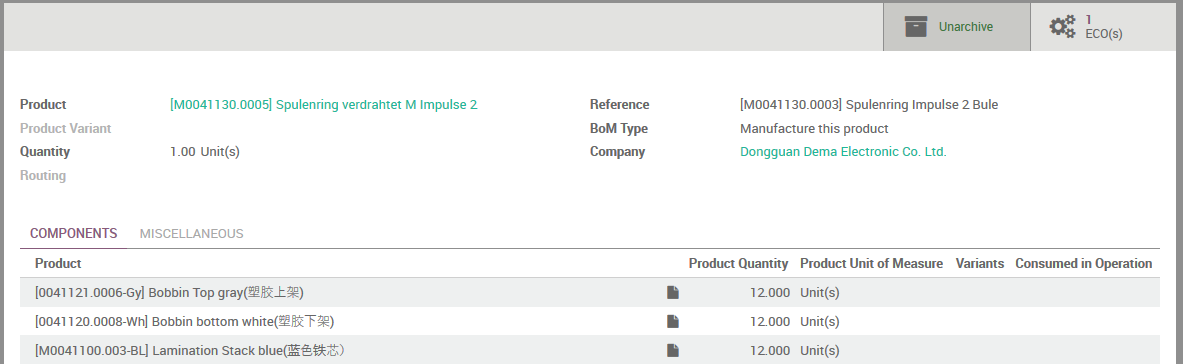 Unarchive
1
ECO(s)
Product [M0041130.0005] Spulenring verdrahtet M Impulse 2 Reference [M0041130.0003] Spulenring Impulse 2 Bule
Product Variant BoM Type Manufacture this product
Quantity 1.00 Unit(s) Company Dongguan Dema Electronic Co. Ltd.
Routing
COMPONENTS MISCELLANEOUS
Product Product Quantity Product Unit of Measure Variants Consumed in Operation
[0041121.0006-Gy] Bobbin Top gray(塑胶上架) 12.000 Unit(s)
[0041120.0008-Wh] Bobbin bottom white(塑胶下架) 12.000 Unit(s)
[M0041100.003-BL] Lamination Stack blue(蓝色铁芯） 12.000 Unit(s)